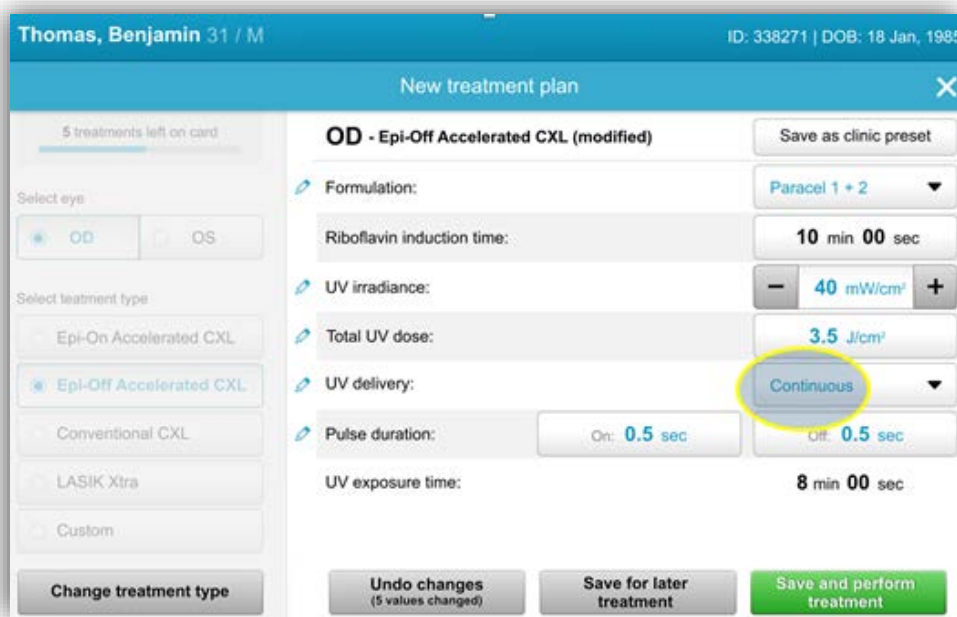 Thomas, Benjamin 31 / M
ID: 338271 | DOB: 18 Jan, 1985
New treatment plan
5 treatments left on card
Select eye
OD
OS
Select teatment type
Epi-On Accelerated CXL
Epi-Off Accelerated CXL
Conventional CXL
LASIK Xtra
Custom
Change treatment type
OD - Epi-Off Accelerated CXL (modified)
Save as clinic preset
Formulation: Paracel 1 + 2
Riboflavin induction time: 10 min 00 sec
UV irradiance: − 40 mW/cm² +
Total UV dose: 3.5 J/cm²
UV delivery: Continuous
Pulse duration: On: 0.5 sec Off: 0.5 sec
UV exposure time: 8 min 00 sec
Undo changes
(5 values changed)
Save for later
treatment
Save and perform
treatment